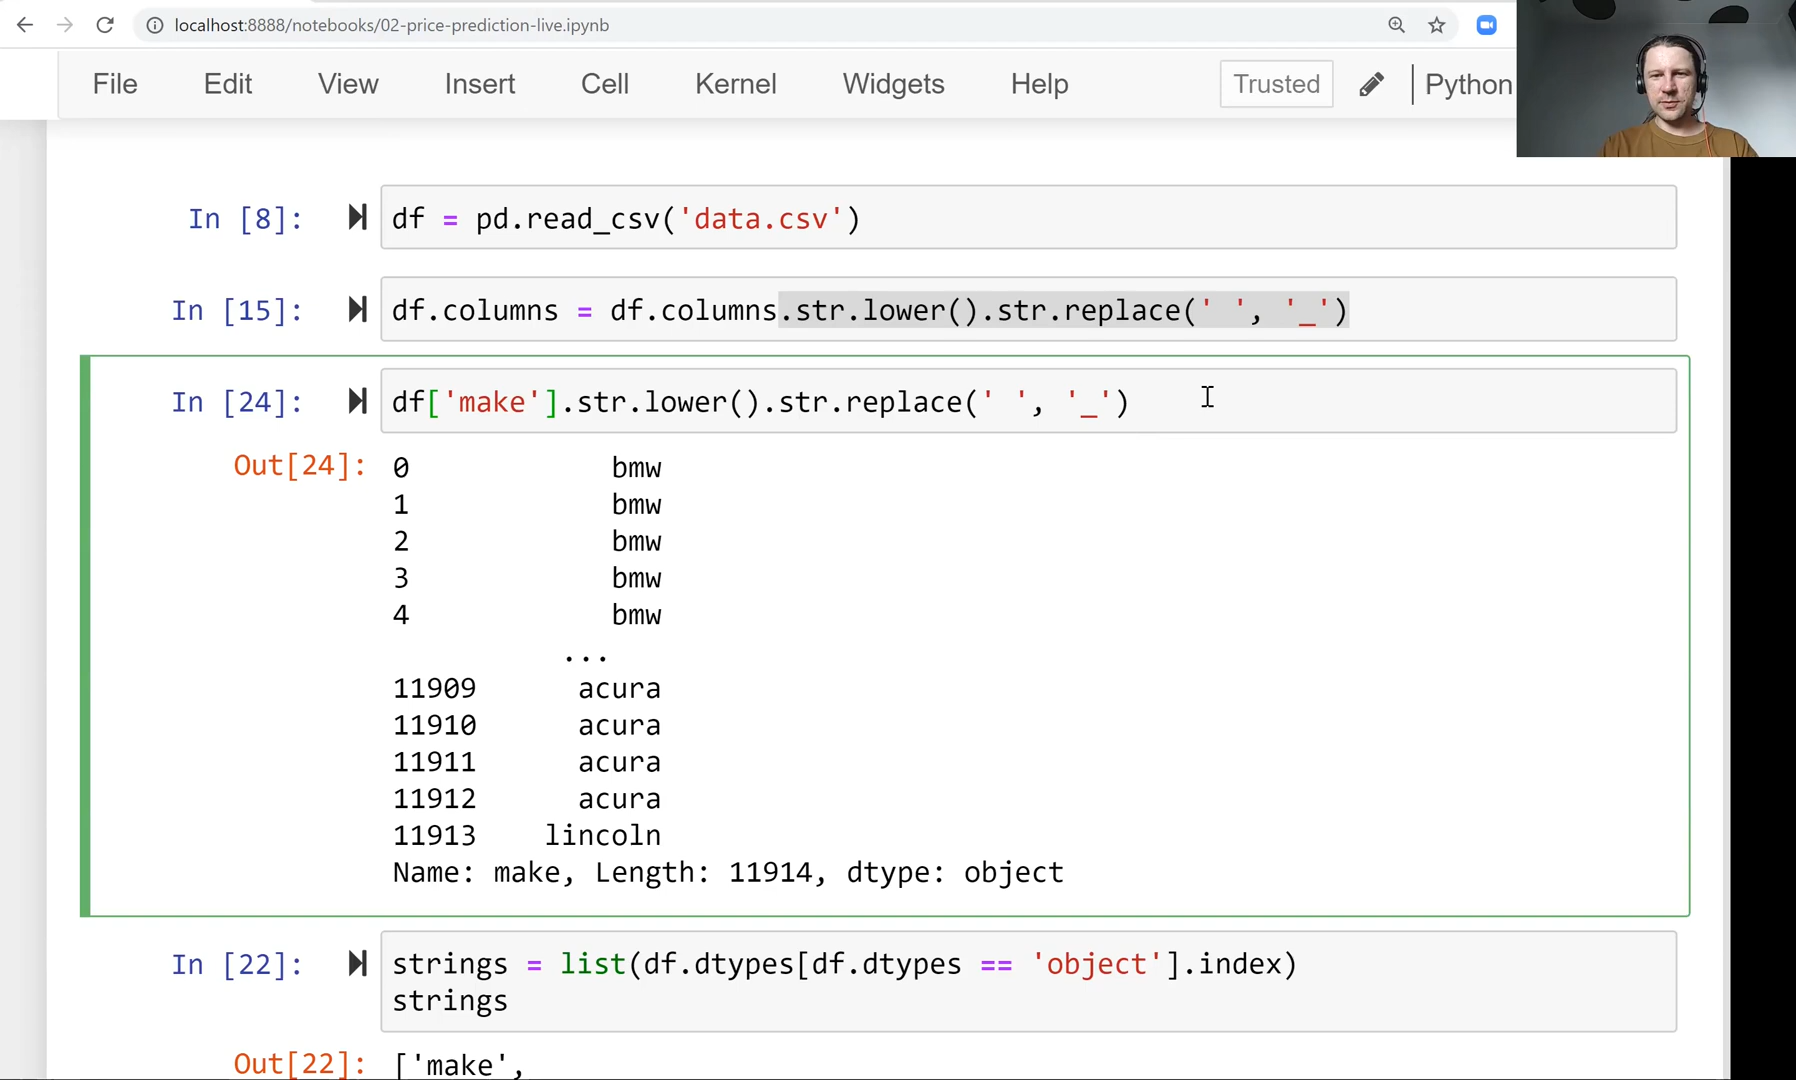 localhost:8888/notebooks/02-price-prediction-live.ipynb
File Edit View Insert Cell Kernel Widgets Help Trusted Python
In [8]: df = pd.read_csv('data.csv')
In [15]: df.columns = df.columns.str.lower().str.replace(' ', '_')
In [24]: df['make'].str.lower().str.replace(' ', '_')
Out[24]: 0 bmw
1 bmw
2 bmw
3 bmw
4 bmw
...
11909 acura
11910 acura
11911 acura
11912 acura
11913 lincoln
Name: make, Length: 11914, dtype: object
In [22]: strings = list(df.dtypes[df.dtypes == 'object'].index)
strings
Out[22]: ['make',